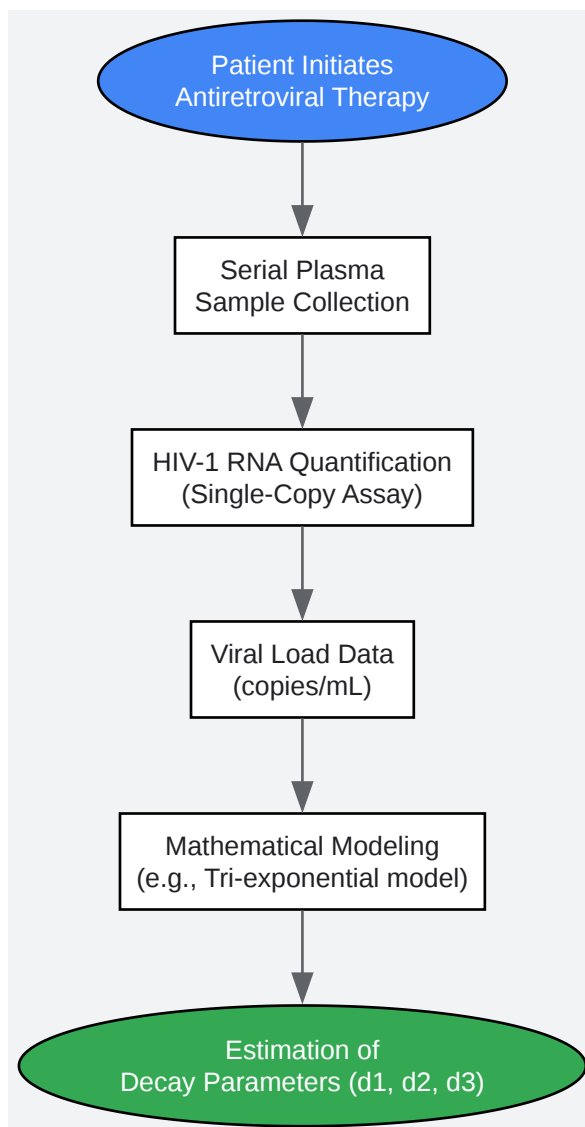 Patient Initiates
Antiretroviral Therapy
Serial Plasma
Sample Collection
HIV-1 RNA Quantification
(Single-Copy Assay)
Viral Load Data
(copies/mL)
Mathematical Modeling
(e.g., Tri-exponential model)
Estimation of
Decay Parameters (d1, d2, d3)